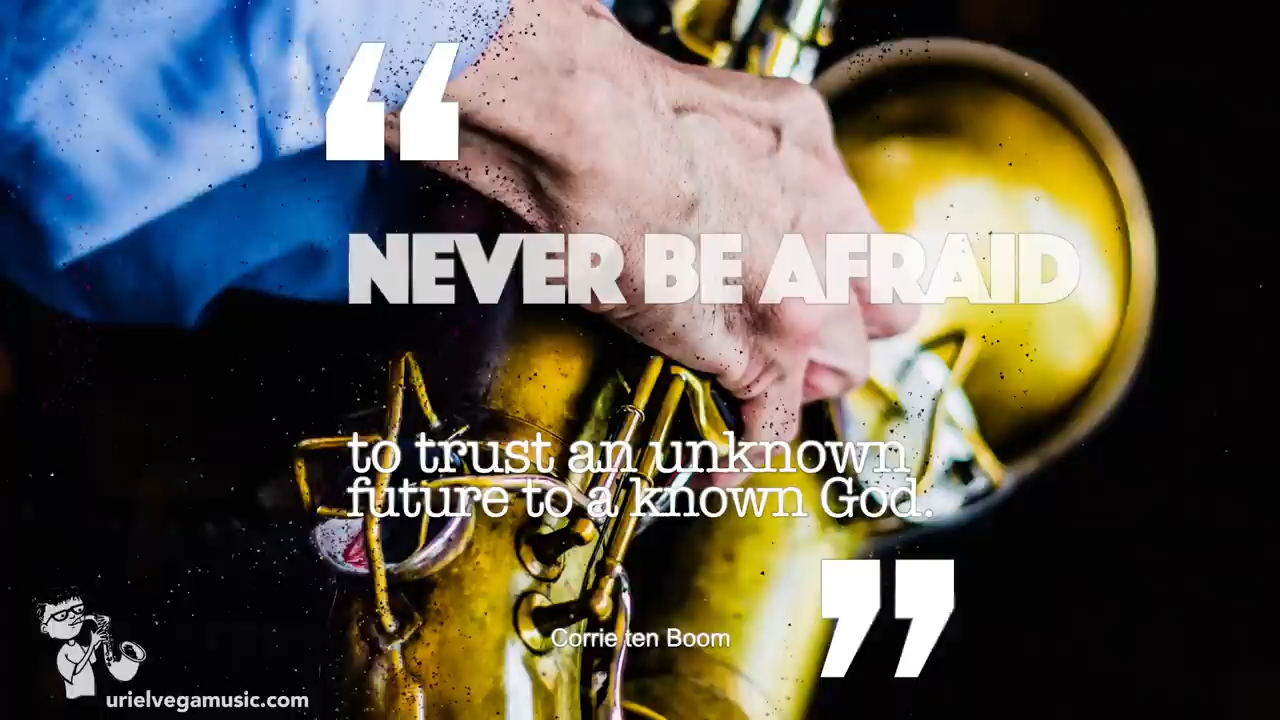 “
NEVER BE AFRAID
to trust an unknown
future to a known God.
”
Corrie ten Boom
urielvegamusic.com